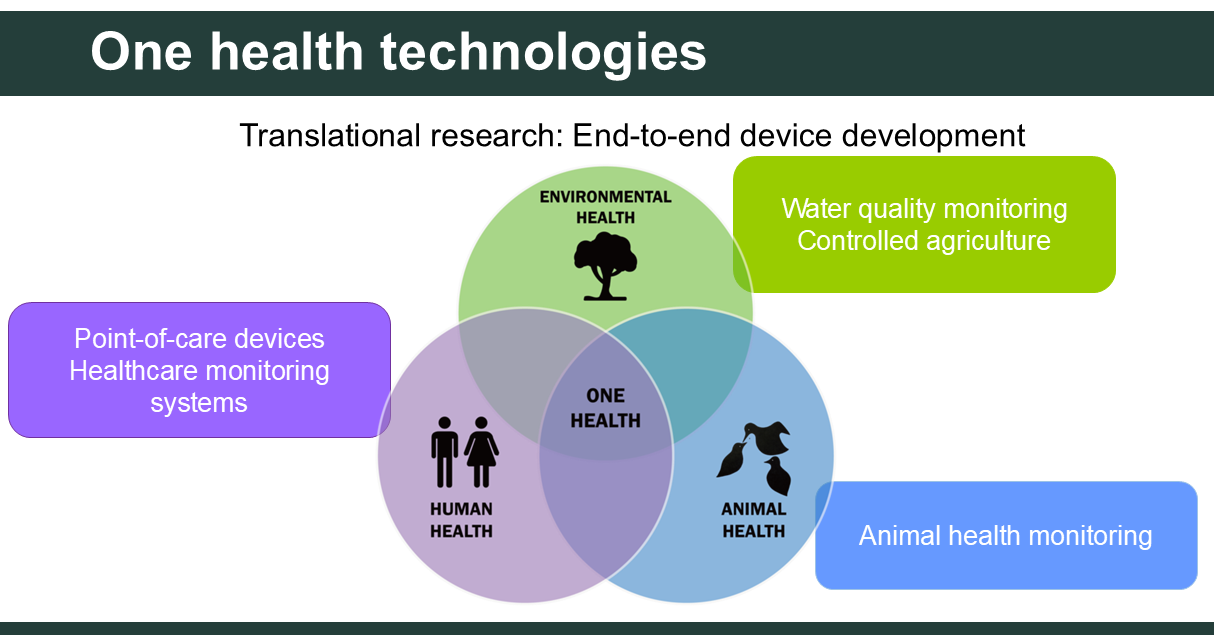 One health technologies
Translational research: End-to-end device development
ENVIRONMENTAL
HEALTH
Water quality monitoring
Controlled agriculture
Point-of-care devices
Healthcare monitoring
systems
ONE
HEALTH
HUMAN
HEALTH
ANIMAL
HEALTH
Animal health monitoring